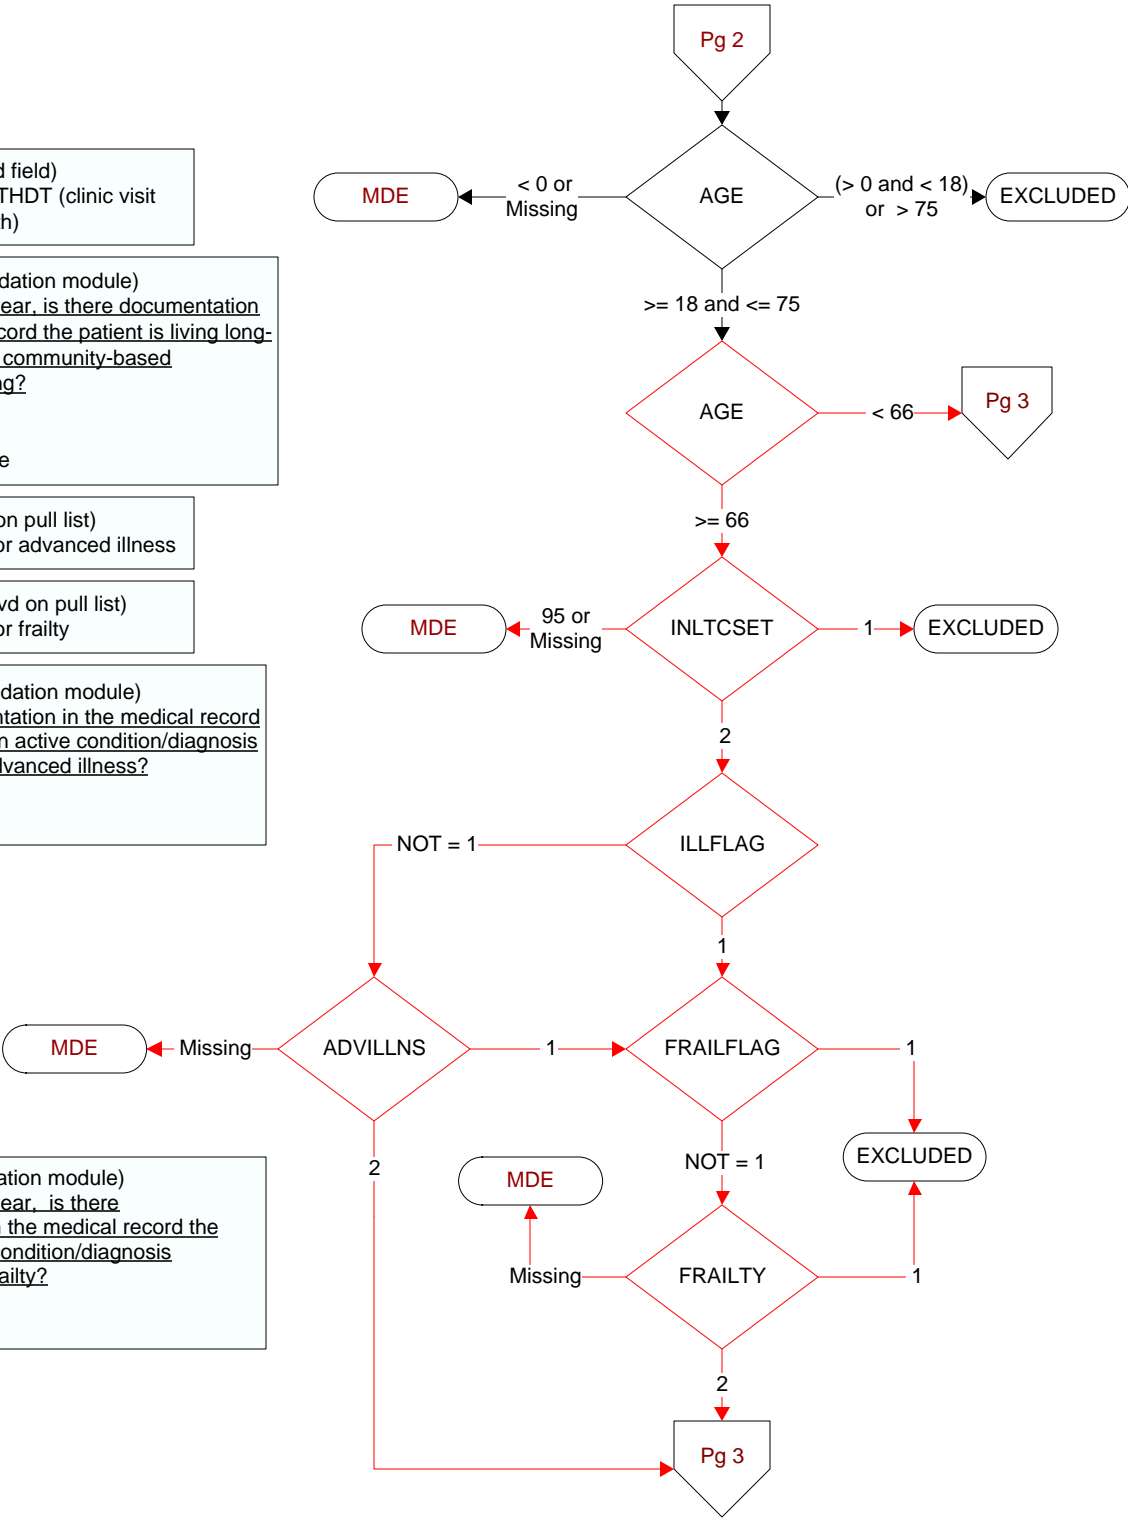 Pg 2
AGE
< 0 or
Missing
MDE
(> 0 and < 18)
or > 75
EXCLUDED
>= 18 and <= 75
AGE
< 66
Pg 3
>= 66
INLTCSET
95 or
Missing
MDE
1
EXCLUDED
2
ILLFLAG
NOT = 1
1
ADVILLNS
Missing
MDE
1
FRAILFLAG
1
2
NOT = 1
EXCLUDED
MDE
Missing
FRAILTY
1
2
Pg 3
d field)
THDT (clinic visit
th)
dation module)
ear, is there documentation
cord the patient is living long-
community-based
ng?
e
on pull list)
or advanced illness
vd on pull list)
or frailty
dation module)
ntation in the medical record
n active condition/diagnosis
dvanced illness?
ation module)
ear, is there
n the medical record the
condition/diagnosis
ailty?